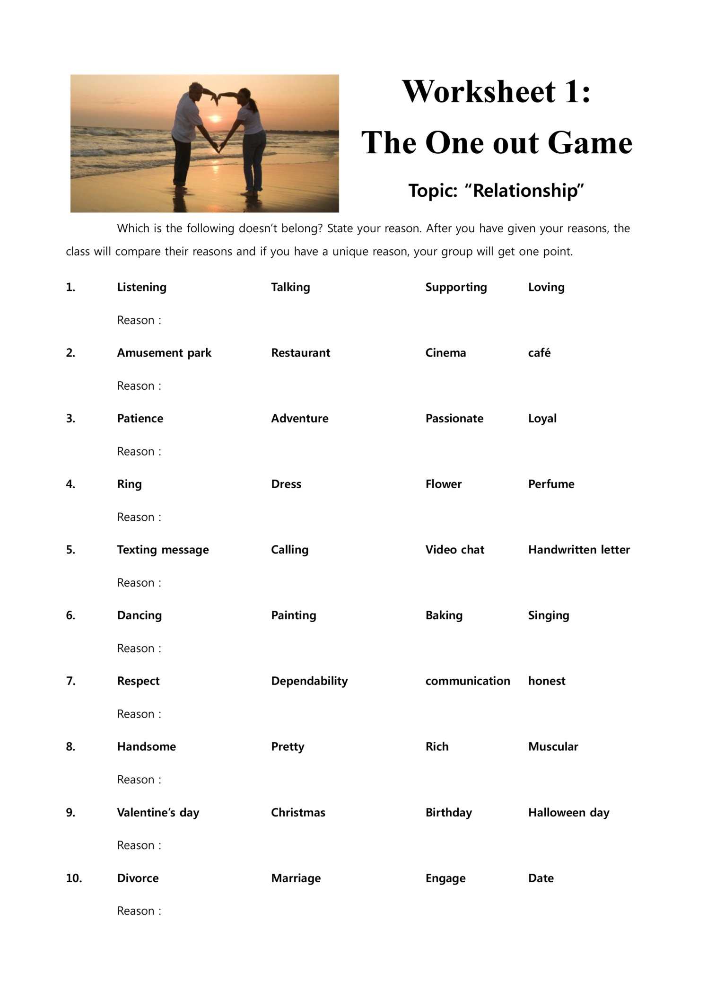 Worksheet 1:
The One out Game
Topic: “Relationship”
Which is the following doesn’t belong? State your reason. After you have given your reasons, the
class will compare their reasons and if you have a unique reason, your group will get one point.
1. Listening Talking Supporting Loving
Reason :
2. Amusement park Restaurant Cinema café
Reason :
3. Patience Adventure Passionate Loyal
Reason :
4. Ring Dress Flower Perfume
Reason :
5. Texting message Calling Video chat Handwritten letter
Reason :
6. Dancing Painting Baking Singing
Reason :
7. Respect Dependability communication honest
Reason :
8. Handsome Pretty Rich Muscular
Reason :
9. Valentine’s day Christmas Birthday Halloween day
Reason :
10. Divorce Marriage Engage Date
Reason :